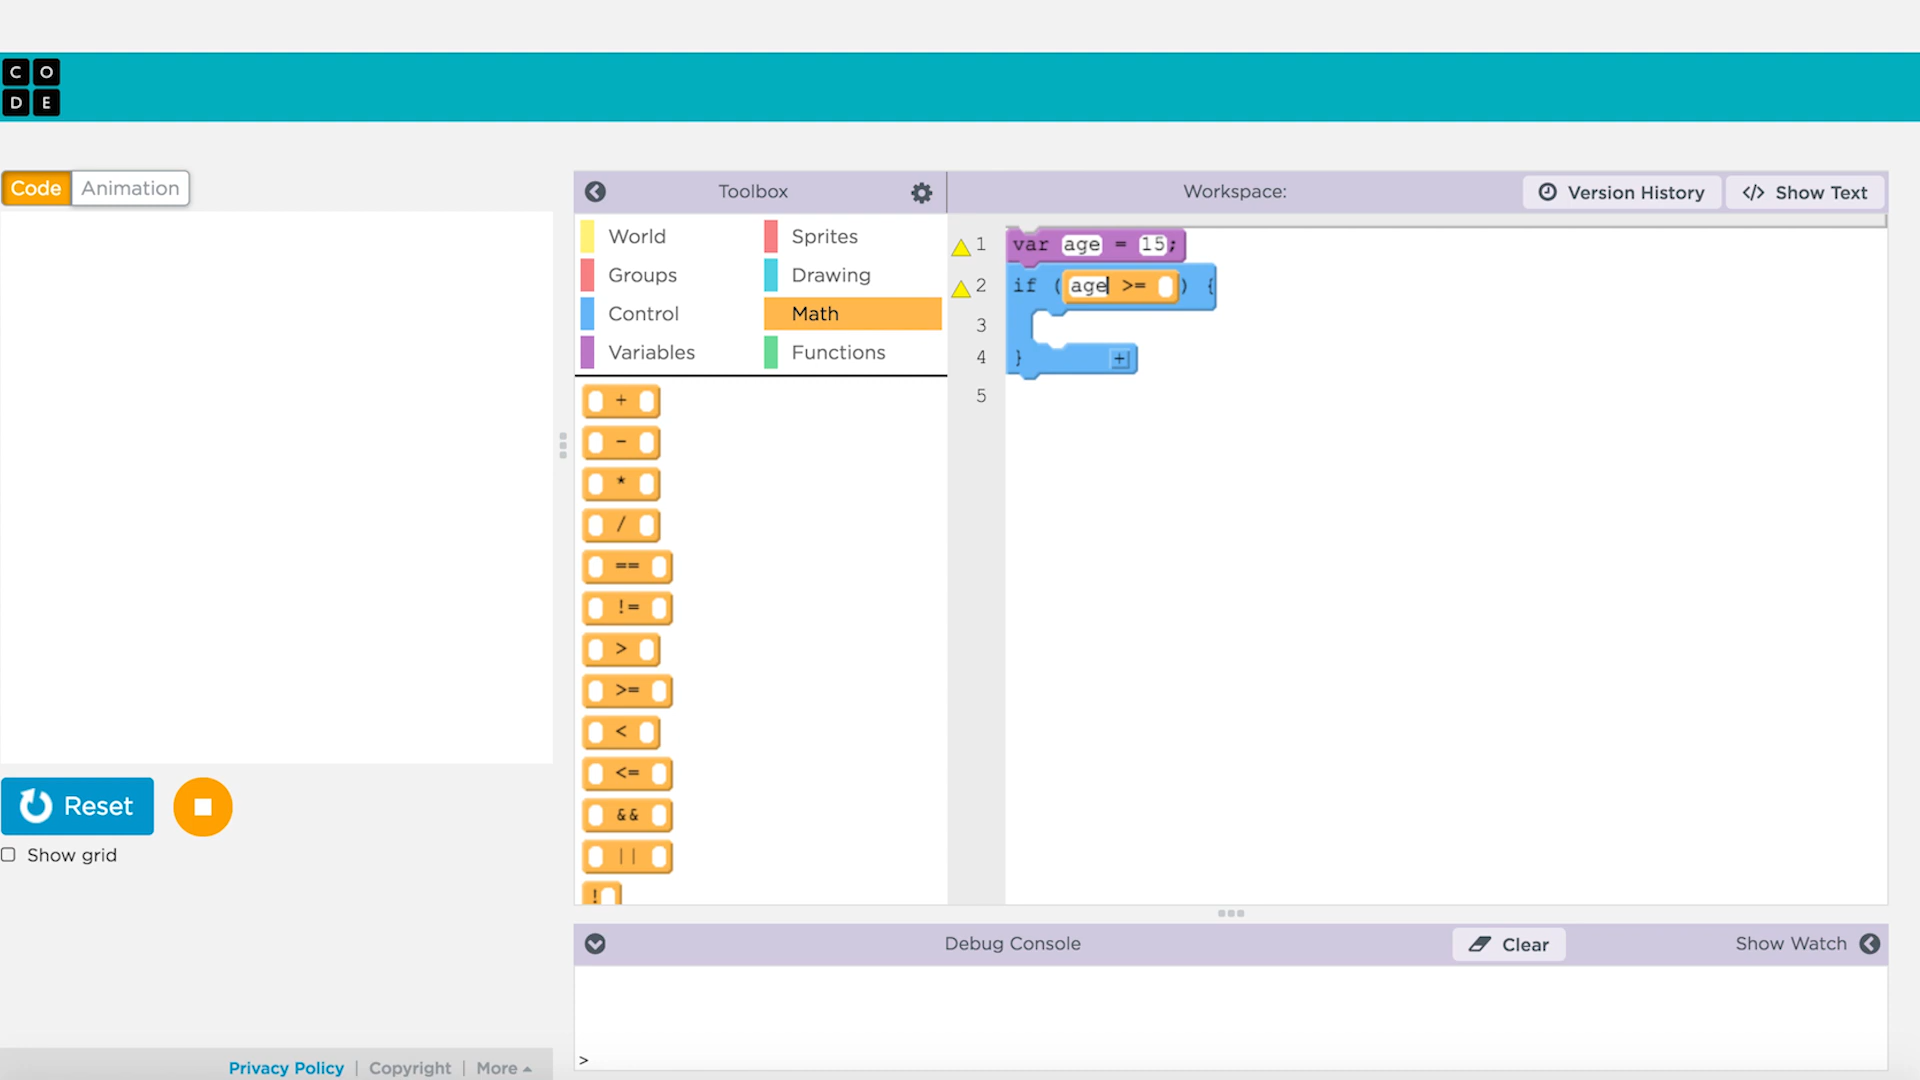 C O
D E
Code Animation
Toolbox
Workspace:
Version History
</> Show Text
World
Sprites
Groups
Drawing
Control
Math
Variables
Functions
+
-
*
/
==
!=
>
>=
<
<=
&&
||
!
1 var age = 15;
2 if ( age >= ) {
3
4 } +
5
Reset
Show grid
Debug Console
Clear
Show Watch
>
Privacy Policy | Copyright | More